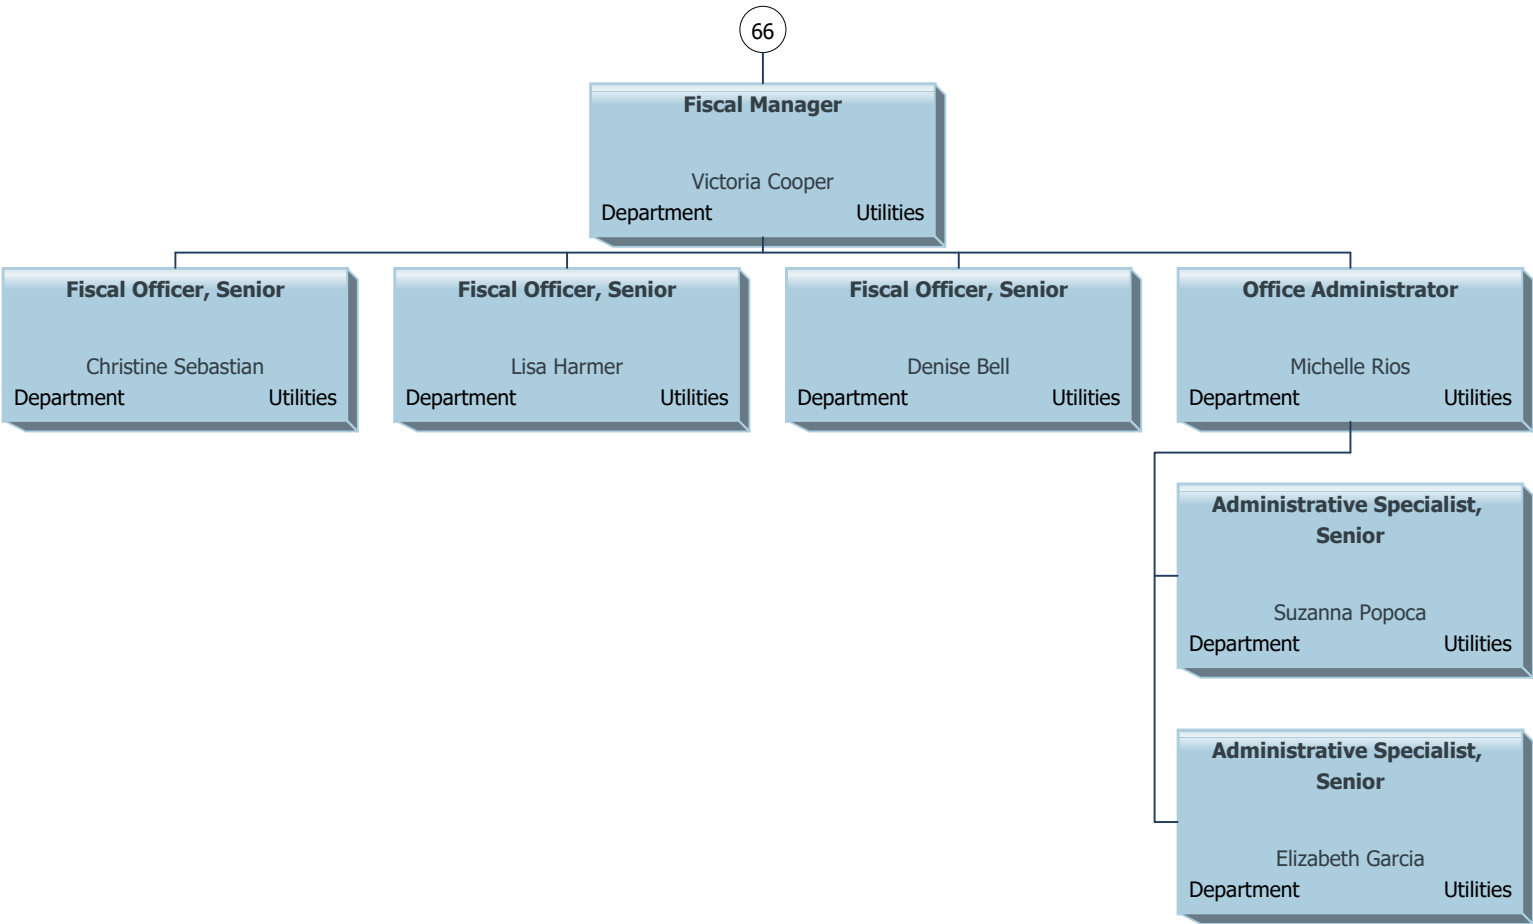 66
Fiscal Manager
Victoria Cooper
Department Utilities
Fiscal Officer, Senior
Christine Sebastian
Department Utilities
Fiscal Officer, Senior
Lisa Harmer
Department Utilities
Fiscal Officer, Senior
Denise Bell
Department Utilities
Office Administrator
Michelle Rios
Department Utilities
Administrative Specialist,
Senior
Suzanna Popoca
Department Utilities
Administrative Specialist,
Senior
Elizabeth Garcia
Department Utilities